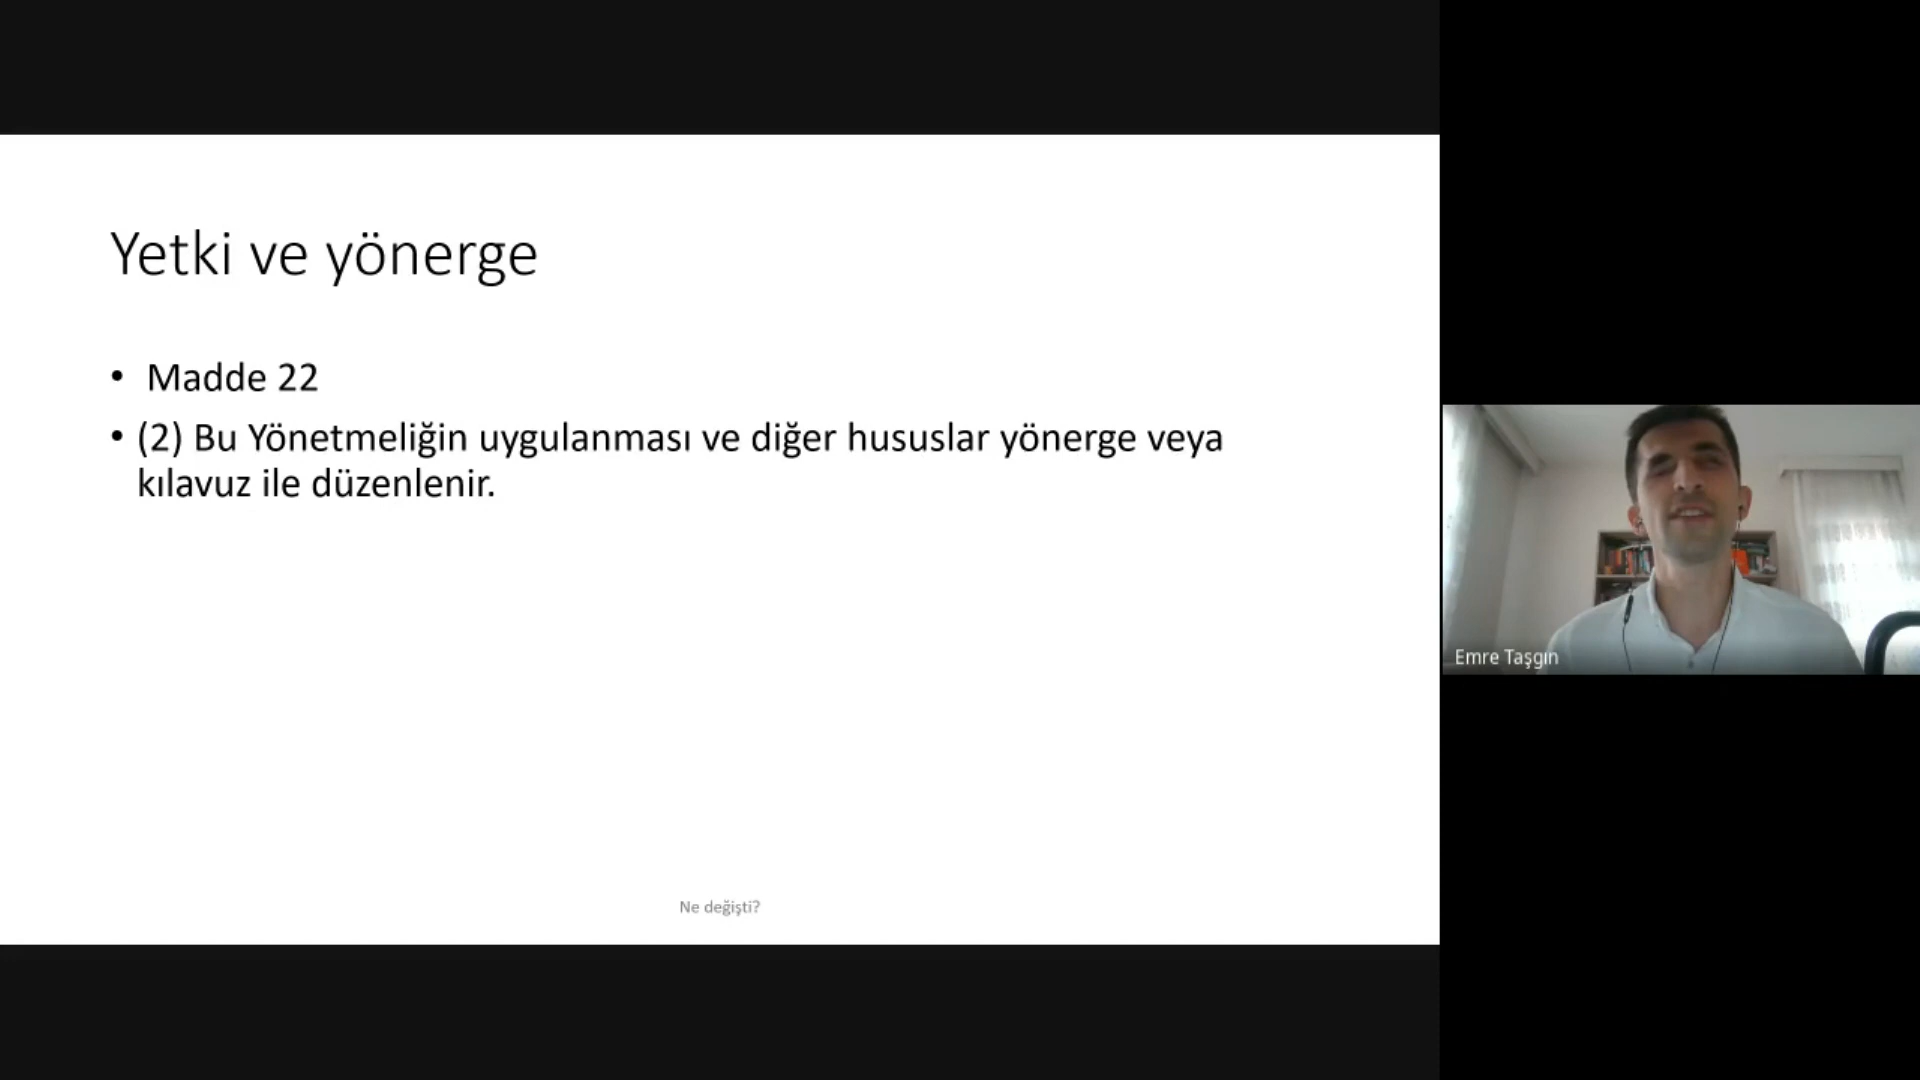 Yetki ve yönerge
• Madde 22
• (2) Bu Yönetmeliğin uygulanması ve diğer hususlar yönerge veya
kılavuz ile düzenlenir.
Ne değişti?
Emre Taşgın